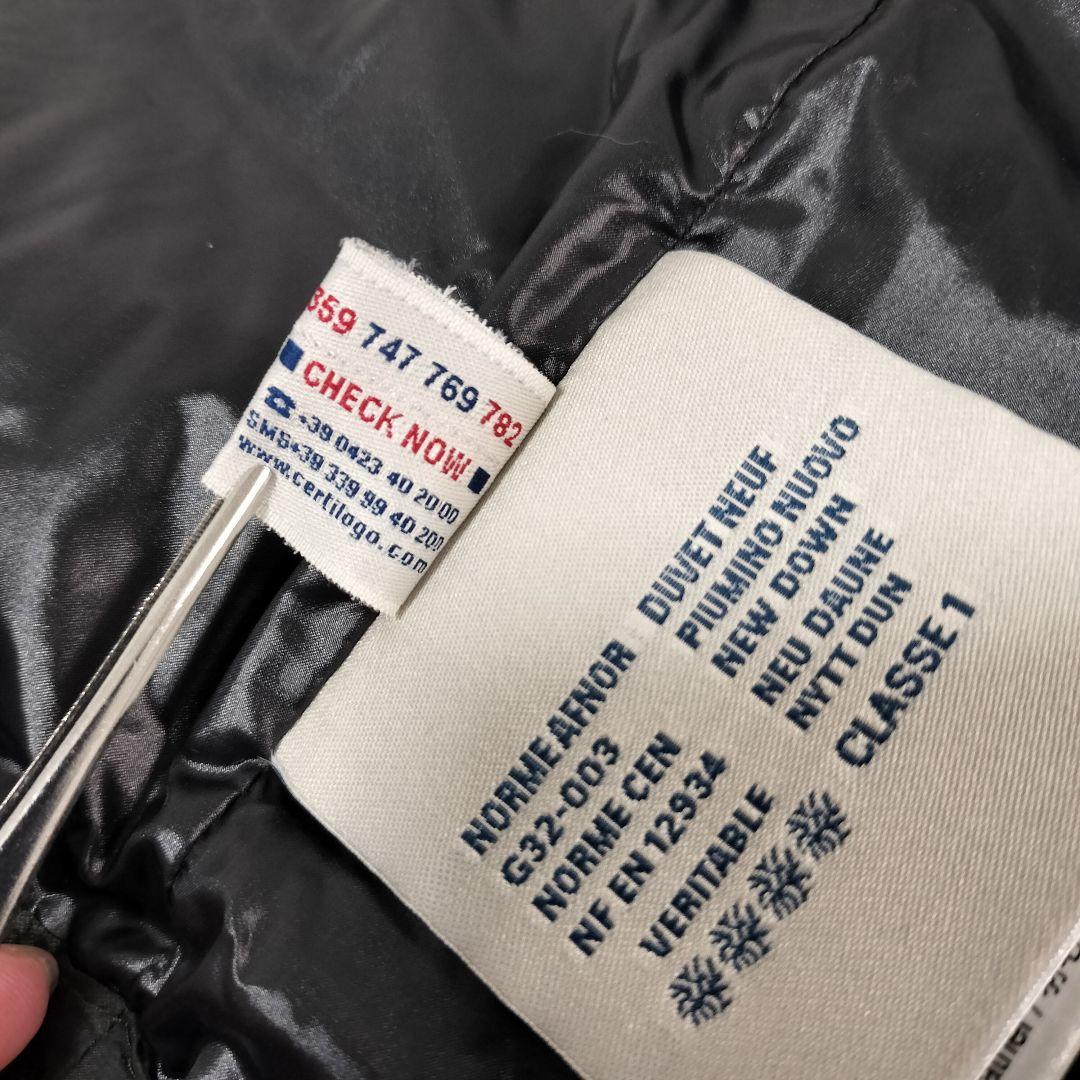 359 747 769 782
CHECK NOW
☎ +39 0423 40 20 00
SMS+39 339 99 40 200
www.certilogo.com
DUVET NEUF
PIUMINO NUOVO
NEW DOWN
NEU DAUNE
NYTT DUN
CLASSE 1
NORME AFNOR
G32-003
NORME CEN
NF EN 12934
VERITABLE